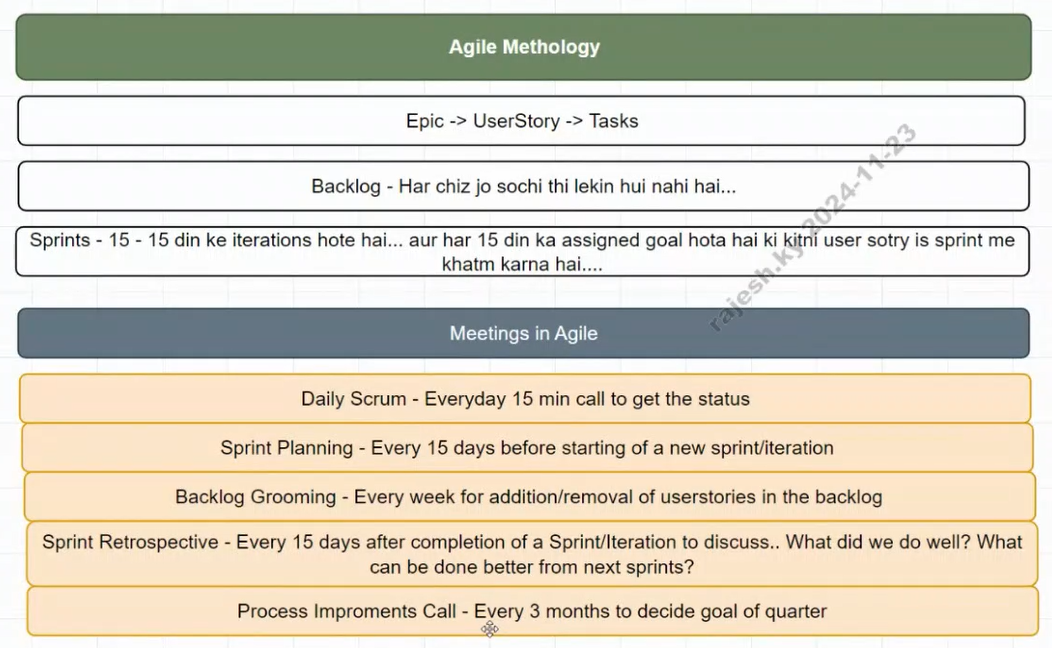 Agile Methology
Epic -> UserStory -> Tasks
Backlog - Har chiz jo sochi thi lekin hui nahi hai...
Sprints - 15 - 15 din ke iterations hote hai... aur har 15 din ka assigned goal hota hai ki kitni user sotry is sprint me
khatm karna hai....
rajesh.ky 2024-11-23
Meetings in Agile
Daily Scrum - Everyday 15 min call to get the status
Sprint Planning - Every 15 days before starting of a new sprint/iteration
Backlog Grooming - Every week for addition/removal of userstories in the backlog
Sprint Retrospective - Every 15 days after completion of a Sprint/Iteration to discuss.. What did we do well? What
can be done better from next sprints?
Process Improments Call - Every 3 months to decide goal of quarter